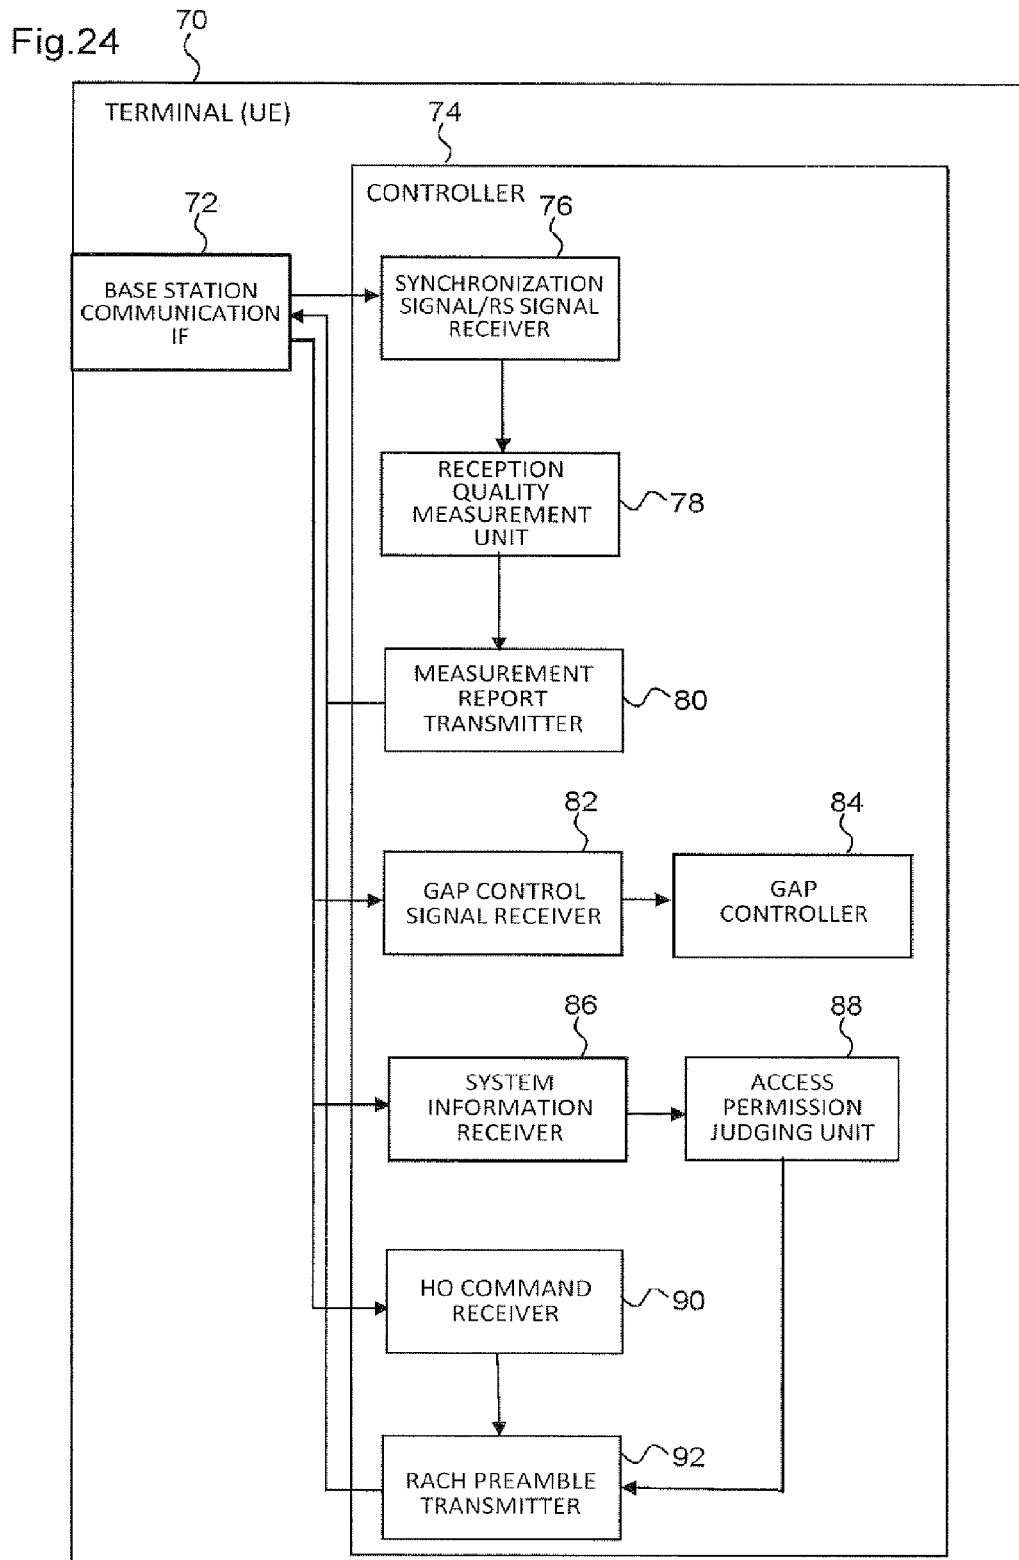 Fig.24
70
TERMINAL (UE)
74
CONTROLLER
72
BASE STATION
COMMUNICATION
IF
76
SYNCHRONIZATION
SIGNAL/RS SIGNAL
RECEIVER
RECEPTION
QUALITY
MEASUREMENT
UNIT
78
MEASUREMENT
REPORT
TRANSMITTER
80
82
GAP CONTROL
SIGNAL RECEIVER
84
GAP
CONTROLLER
86
SYSTEM
INFORMATION
RECEIVER
88
ACCESS
PERMISSION
JUDGING UNIT
HO COMMAND
RECEIVER
90
RACH PREAMBLE
TRANSMITTER
92